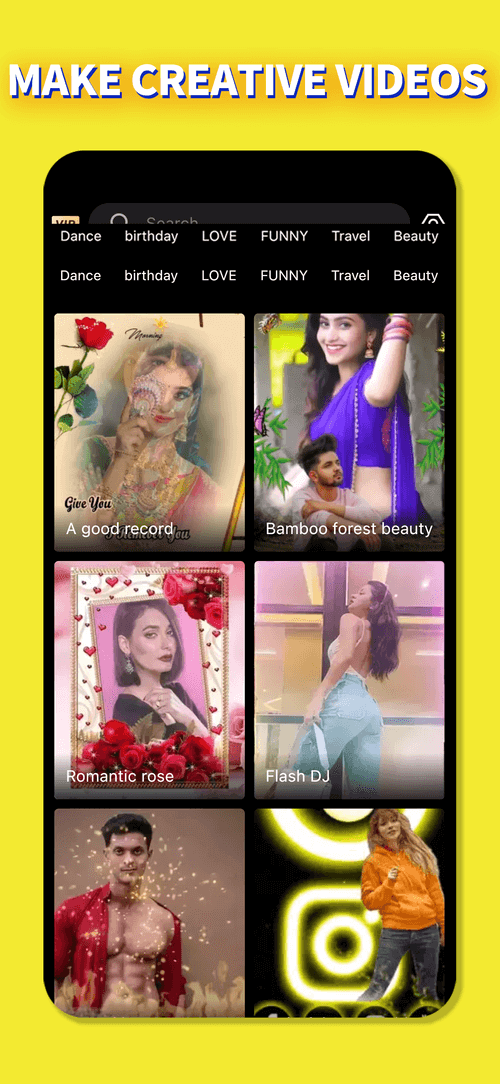 MAKE CREATIVE VIDEOS
VIP
Search
Dance birthday LOVE FUNNY Travel Beauty
Dance birthday LOVE FUNNY Travel Beauty
Morning
Give You
A good record
Bamboo forest beauty
Romantic rose
Flash DJ